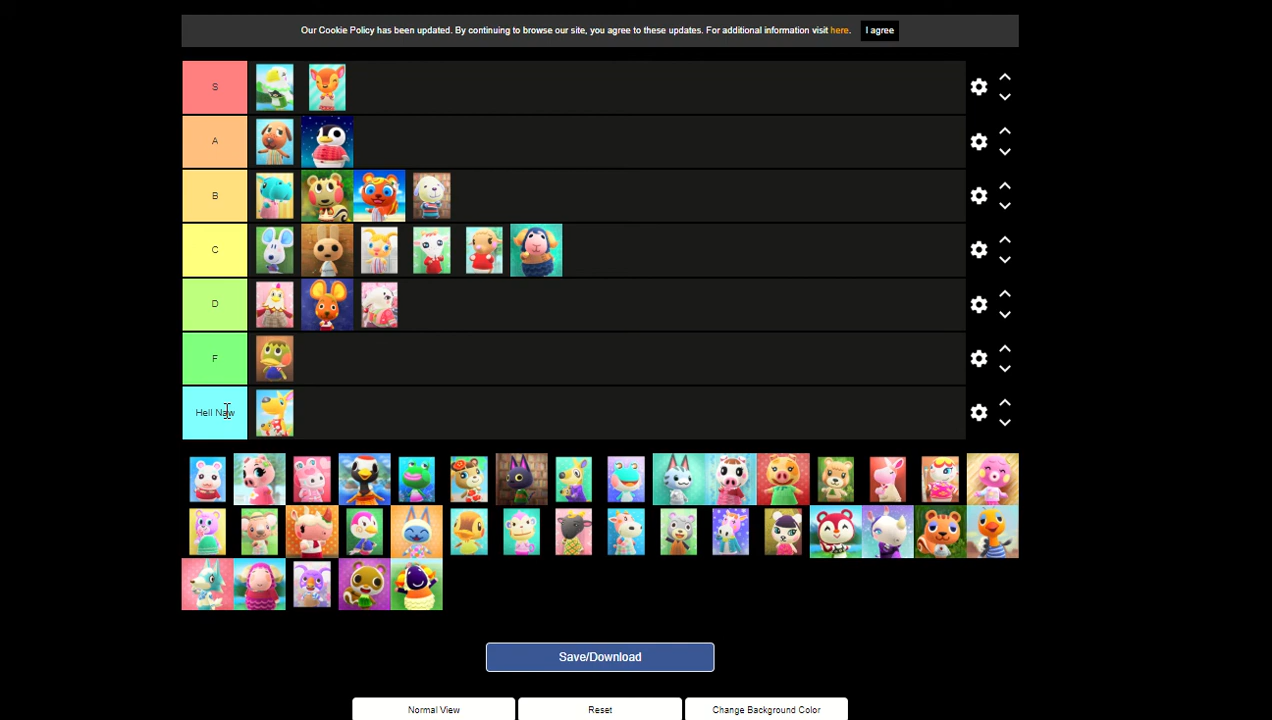 Our Cookie Policy has been updated. By continuing to browse our site, you agree to these updates. For additional information visit here. I agree
S
A
B
C
D
F
Hell Naw
Save/Download
Normal View Reset Change Background Color